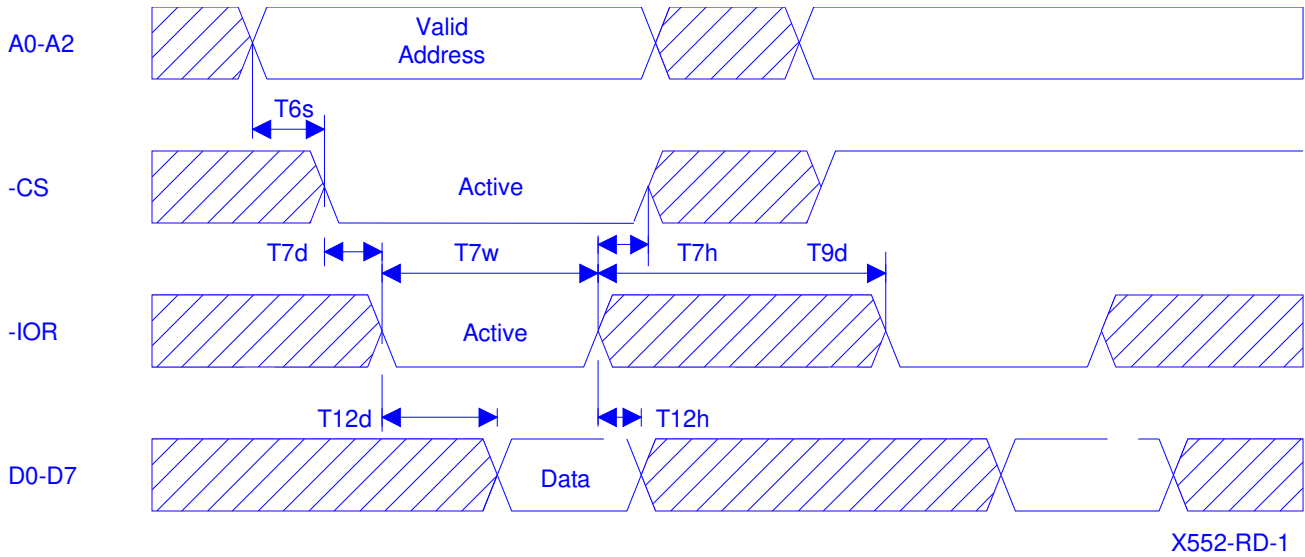 A0-A2
Valid
Address
T6s
-CS
Active
T7d
T7w
T7h
T9d
-IOR
Active
T12d
T12h
D0-D7
Data
X552-RD-1